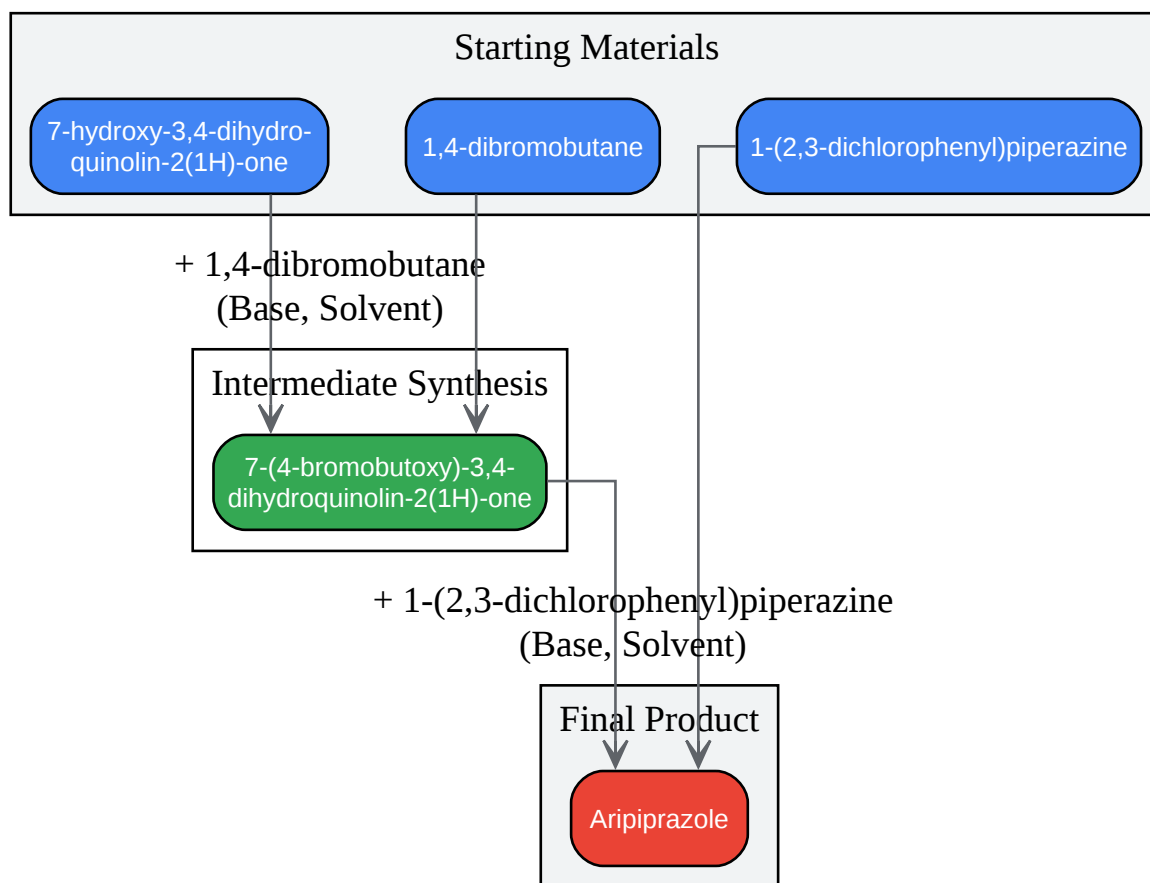 Starting Materials
7-hydroxy-3,4-dihydro-
quinolin-2(1H)-one
1,4-dibromobutane
1-(2,3-dichlorophenyl)piperazine
+ 1,4-dibromobutane
(Base, Solvent)
Intermediate Synthesis
7-(4-bromobutoxy)-3,4-
dihydroquinolin-2(1H)-one
+ 1-(2,3-dichlorophenyl)piperazine
(Base, Solvent)
Final Product
Aripiprazole